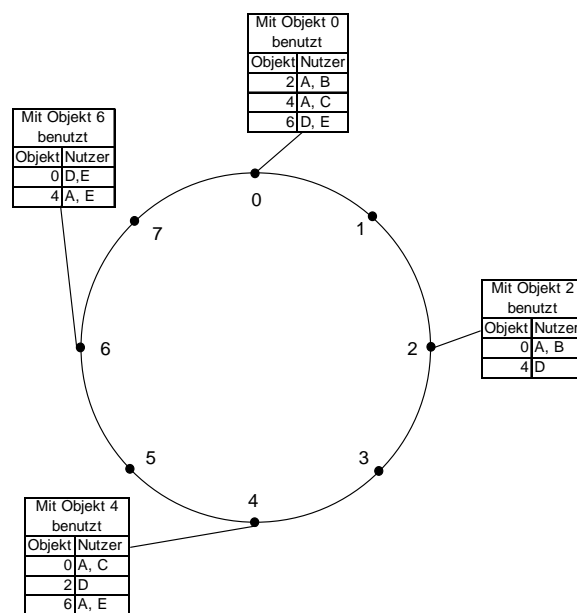 Mit Objekt 0
benutzt
Objekt Nutzer
2 A, B
4 A, C
6 D, E
Mit Objekt 6
benutzt
Objekt Nutzer
0 D,E
4 A, E
0
1
7
Mit Objekt 2
benutzt
Objekt Nutzer
0 A, B
4 D
6
2
5
3
4
Mit Objekt 4
benutzt
Objekt Nutzer
0 A, C
2 D
6 A, E